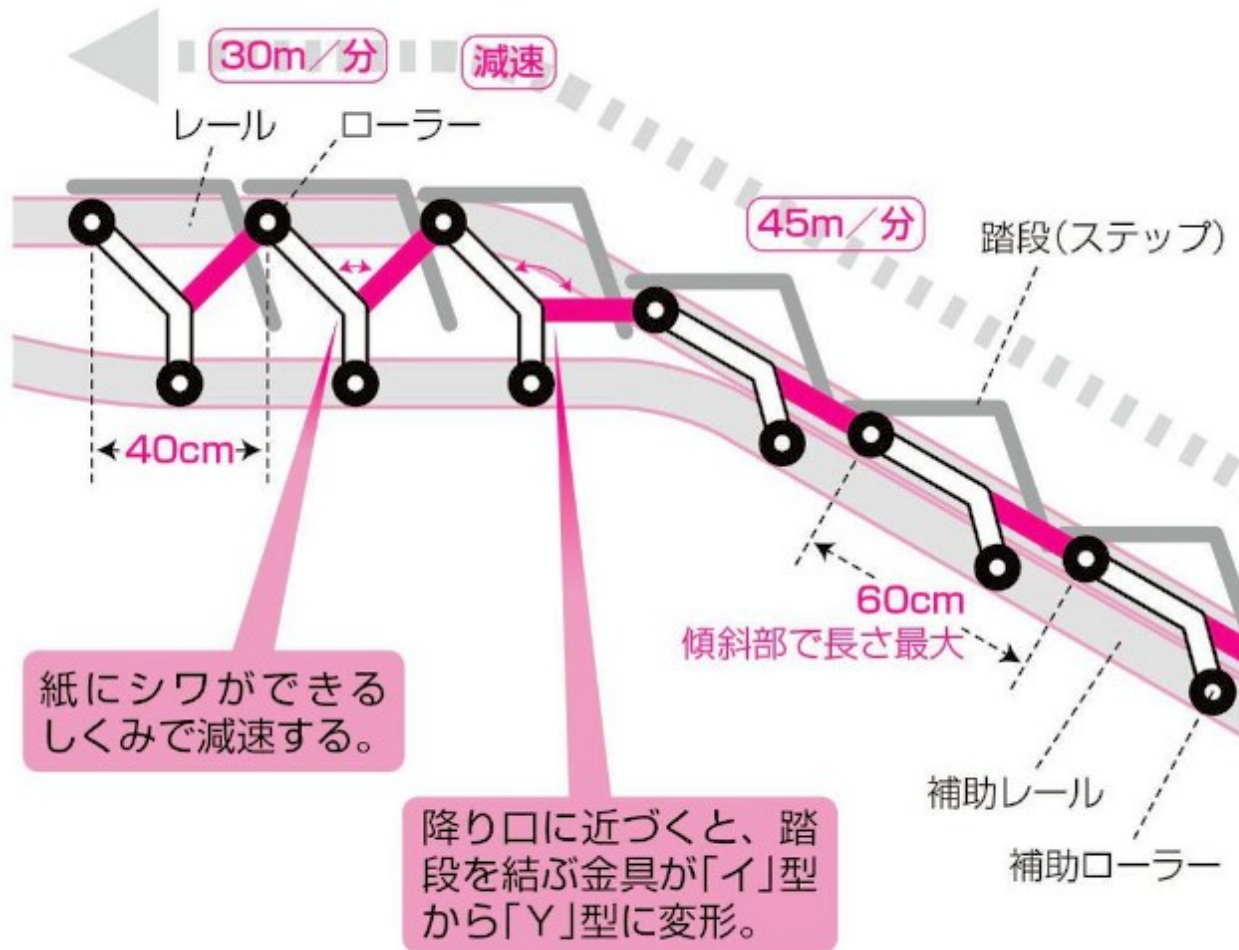 30m／分
減速
レール
ローラー
45m／分
踏段(ステップ)
40cm
60cm
傾斜部で長さ最大
紙にシワができる
しくみで減速する。
補助レール
降り口に近づくと、踏
段を結ぶ金具が「イ」型
から「Y」型に変形。
補助ローラー